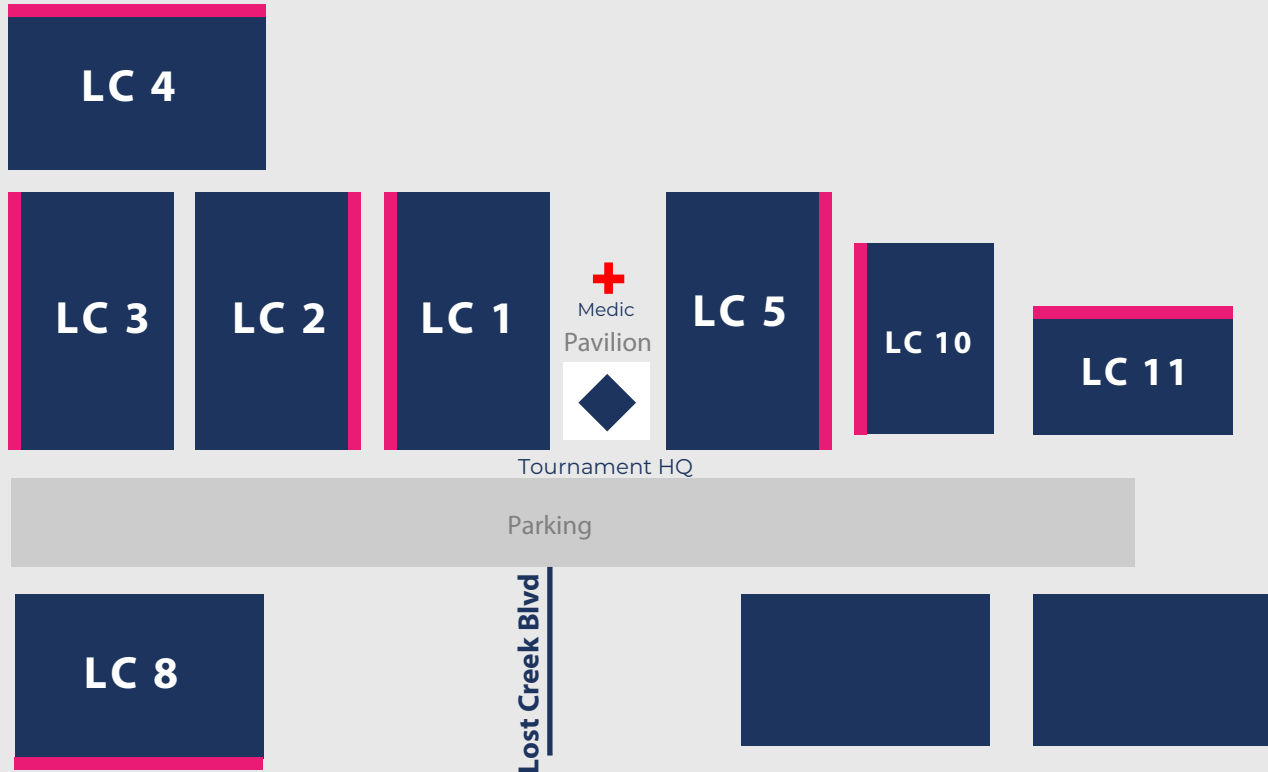 LC 4
LC 3
LC 2
LC 1
Medic
Pavilion
LC 5
LC 10
LC 11
Tournament HQ
Parking
Lost Creek Blvd
LC 8